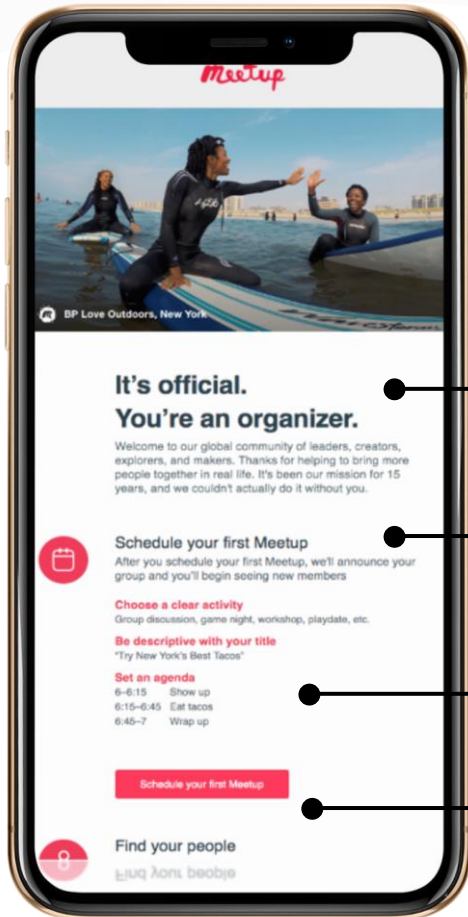 Meetup
BP Love Outdoors, New York
It's official.
You're an organizer.
Welcome to our global community of leaders, creators,
explorers, and makers. Thanks for helping to bring more
people together in real life. It's been our mission for 15
years, and we couldn't actually do it without you.
Schedule your first Meetup
After you schedule your first Meetup, we'll announce your
group and you'll begin seeing new members
Choose a clear activity
Group discussion, game night, workshop, playdate, etc.
Be descriptive with your title
"Try New York's Best Tacos"
Set an agenda
6–6:15 Show up
6:15–6:45 Eat tacos
6:45–7 Wrap up
Schedule your first Meetup
Find your people
Find your people